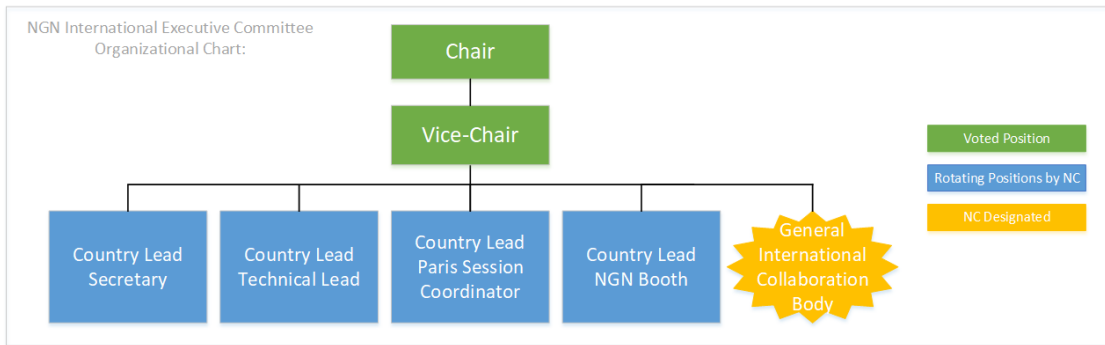 NGN International Executive Committee
Organizational Chart:
Chair
Vice-Chair
Voted Position
Rotating Positions by NC
NC Designated
Country Lead
Secretary
Country Lead
Technical Lead
Country Lead
Paris Session
Coordinator
Country Lead
NGN Booth
General
International
Collaboration
Body